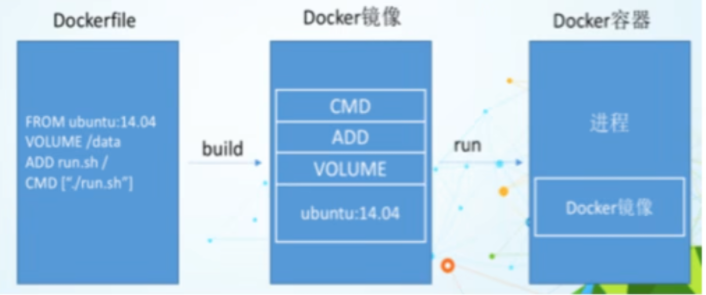 Dockerfile
Docker镜像
Docker容器
FROM ubuntu:14.04
VOLUME /data
ADD run.sh /
CMD ["./run.sh"]
build
CMD
ADD
VOLUME
ubuntu:14.04
run
进程
Docker镜像